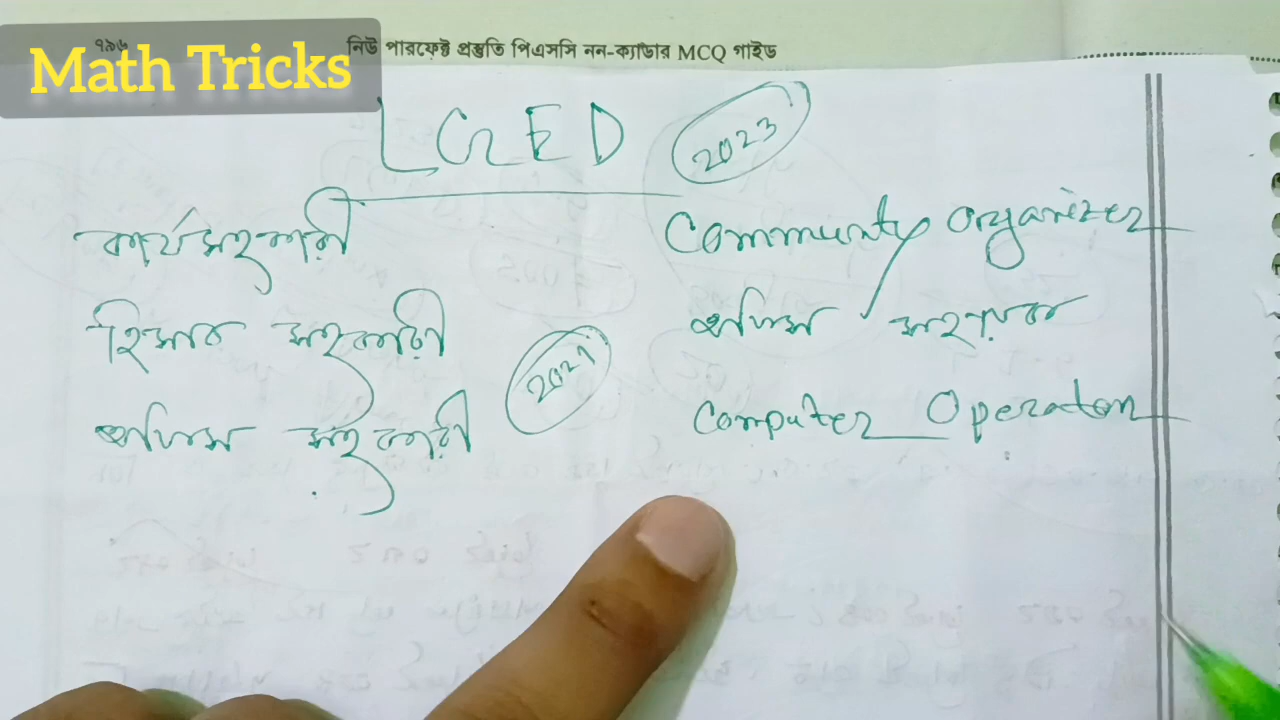 ৭৯৬
নিউ পারফেক্ট প্রস্তুতি পিএসসি নন-ক্যাডার MCQ গাইড
Math Tricks
LGED 2023
কার্যসহকারী Community Organizer
হিসাব সহকারী অফিস সহায়ক
2021
অফিস সহকারী Computer Operator